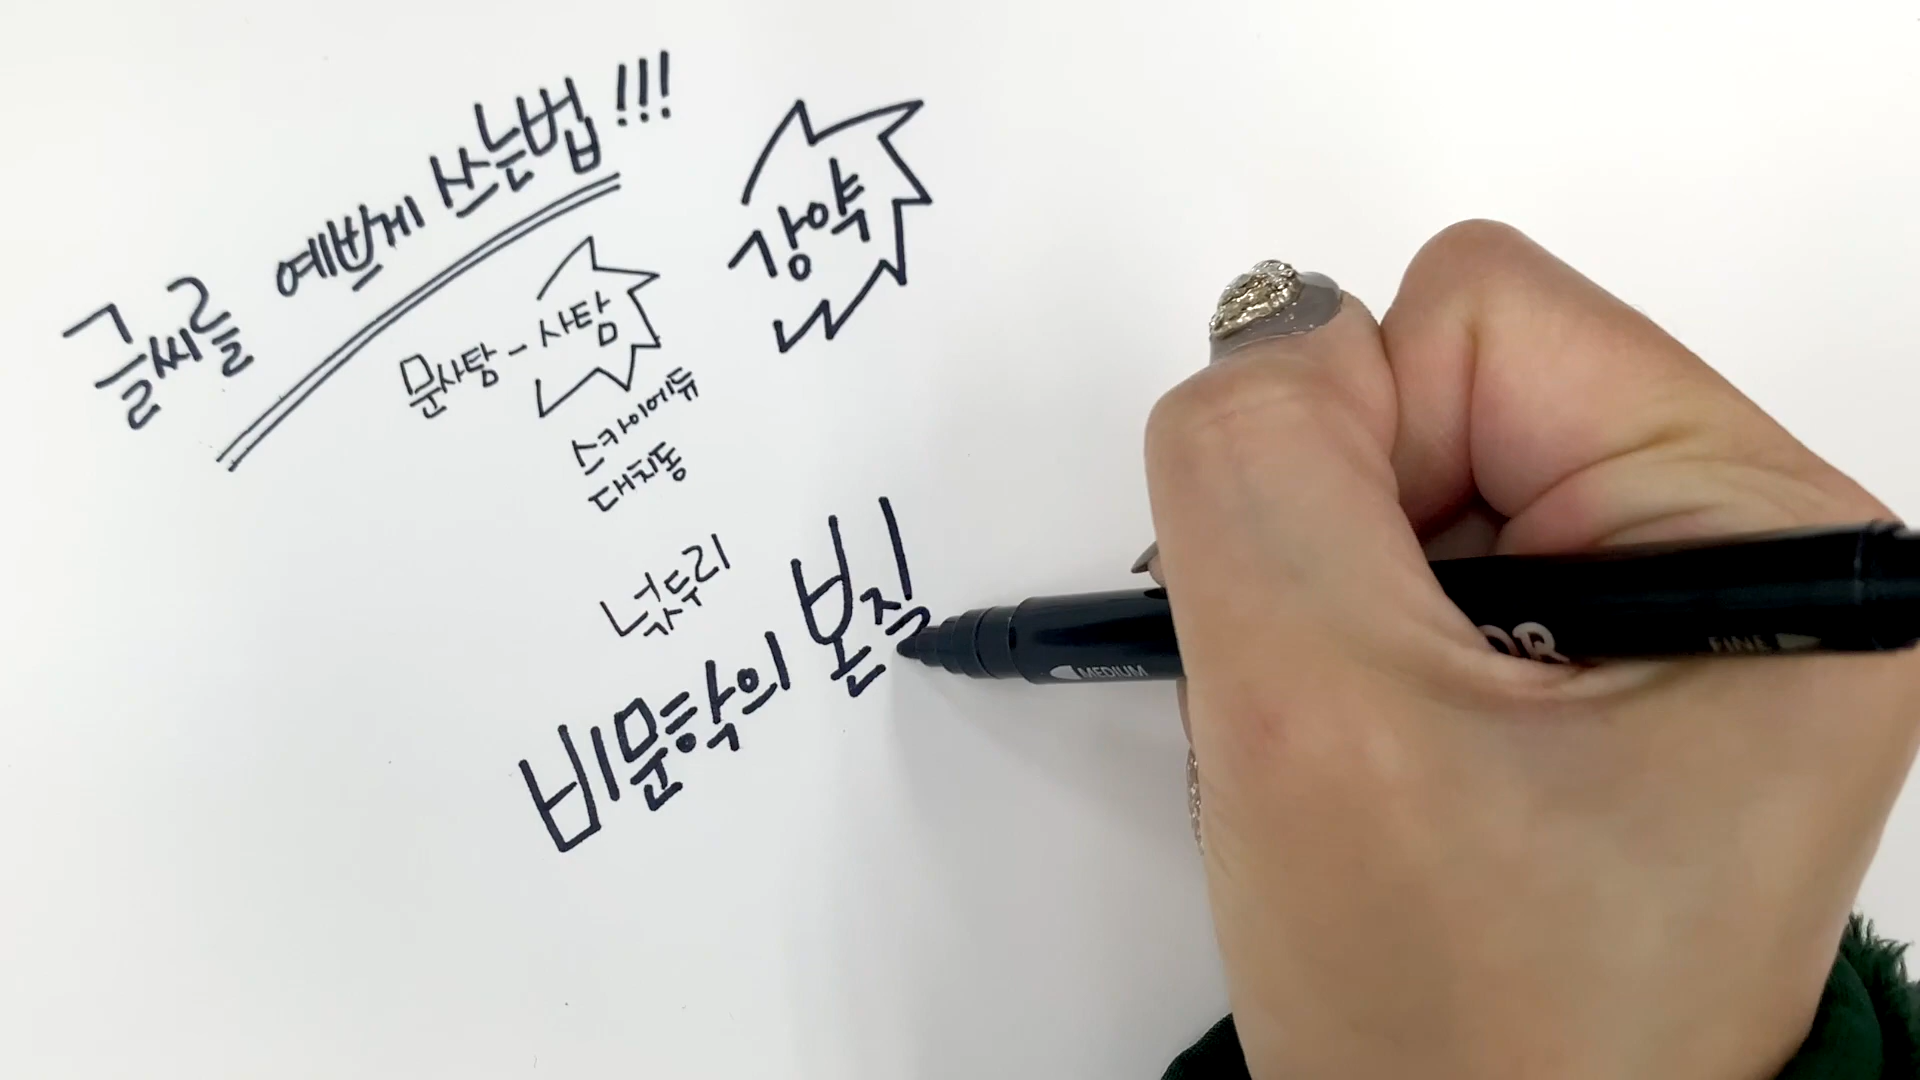 글씨를 예쁘게 쓰는법!!!
강약
문사탐 - 사탐
스카이에듀
대치동
넋두리
비문학의 본질
MEDIUM
FINE